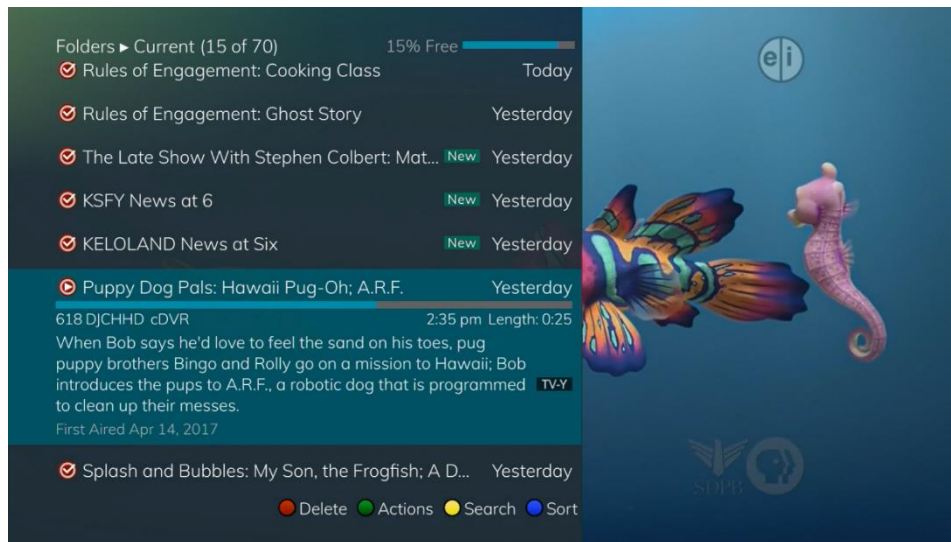 Folders ▸ Current (15 of 70) 15% Free
Rules of Engagement: Cooking Class Today
Rules of Engagement: Ghost Story Yesterday
The Late Show With Stephen Colbert: Mat... New Yesterday
KSFY News at 6 New Yesterday
KELOLAND News at Six New Yesterday
Puppy Dog Pals: Hawaii Pug-Oh; A.R.F. Yesterday
618 DJCHHD cDVR 2:35 pm Length: 0:25
When Bob says he'd love to feel the sand on his toes, pug
puppy brothers Bingo and Rolly go on a mission to Hawaii; Bob
introduces the pups to A.R.F., a robotic dog that is programmed TV-Y
to clean up their messes.
First Aired Apr 14, 2017
Splash and Bubbles: My Son, the Frogfish; A D... Yesterday
Delete Actions Search Sort
e|i
SDPB